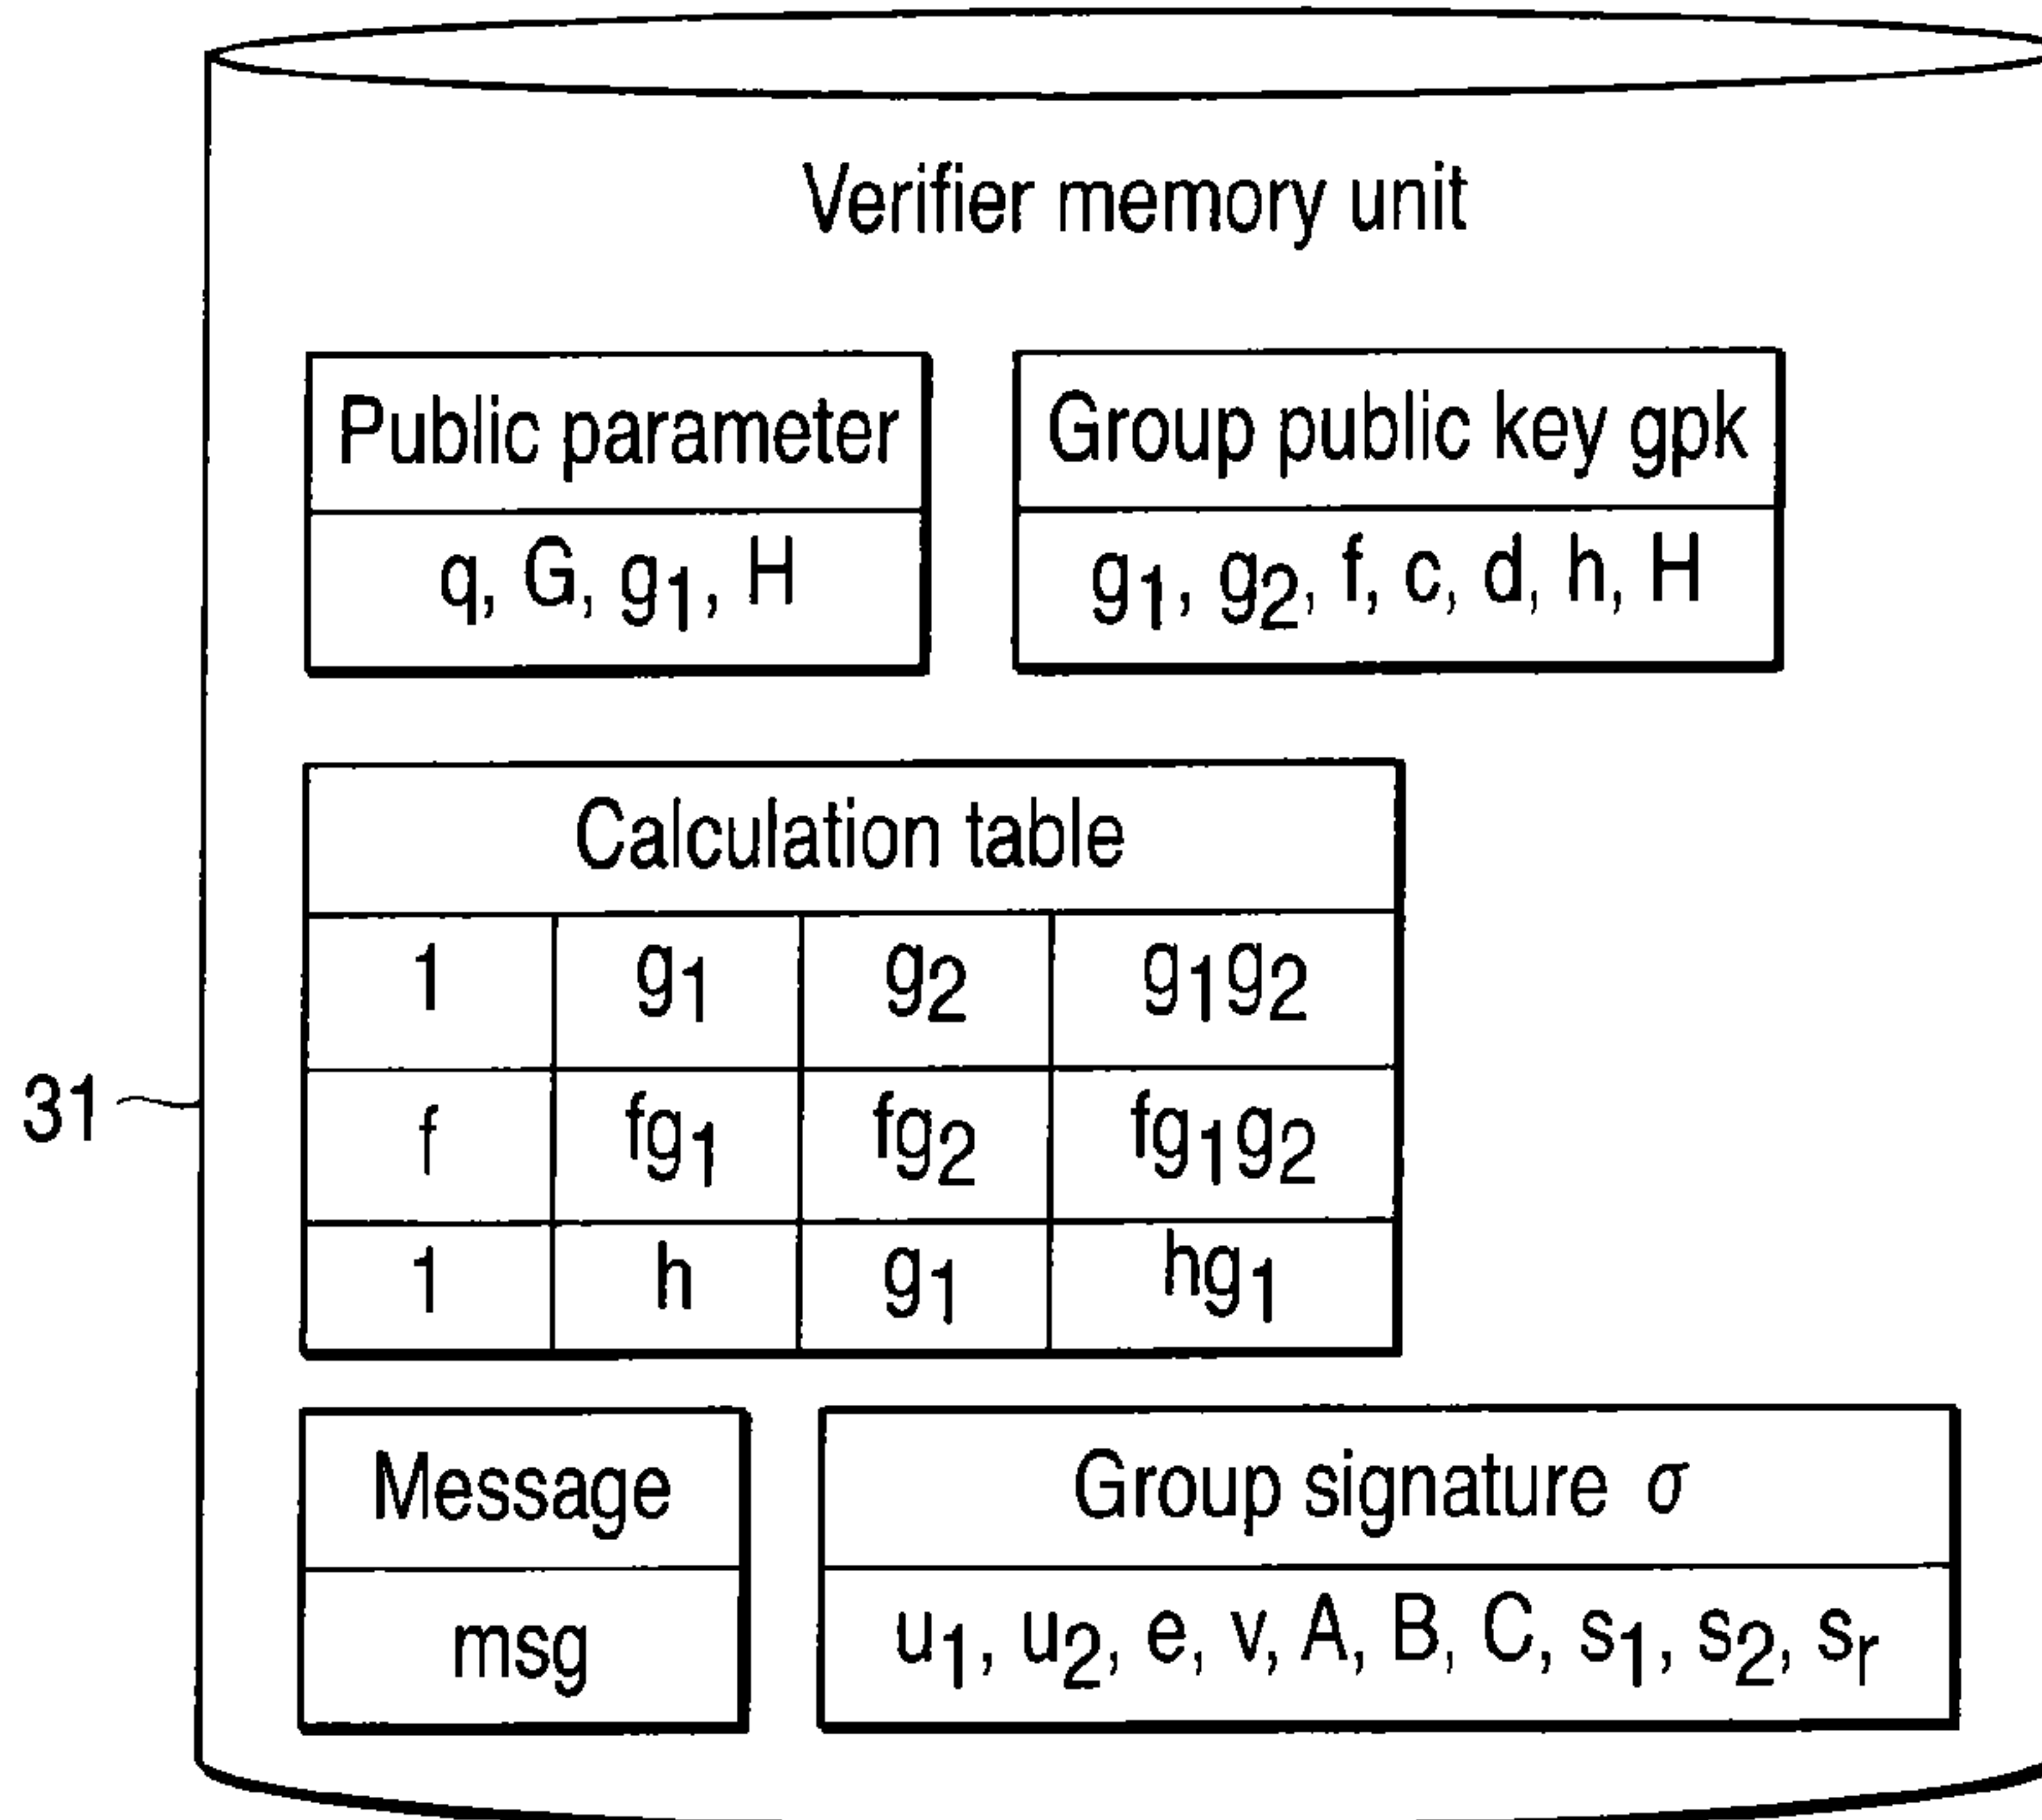 Verifier memory unit
Public parameter
q, G, g1, H
Group public key gpk
g1, g2, f, c, d, h, H
Calculation table
1 g1 g2 g1g2
f fg1 fg2 fg1g2
1 h g1 hg1
31
Message
msg
Group signature σ
u1, u2, e, v, A, B, C, s1, s2, sr